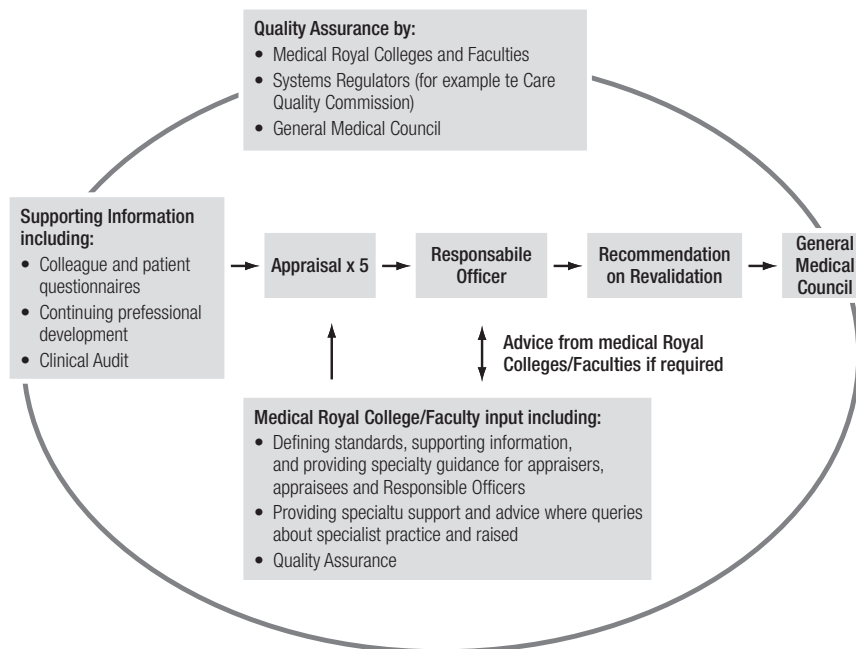 Quality Assurance by:
• Medical Royal Colleges and Faculties
• Systems Regulators (for example te Care
Quality Commission)
• General Medical Council
Supporting Information
including:
• Colleague and patient
questionnaires
• Continuing prefessional
development
• Clinical Audit
Appraisal x 5
Responsabile
Officer
Recommendation
on Revalidation
General
Medical
Council
Advice from medical Royal
Colleges/Faculties if required
Medical Royal College/Faculty input including:
• Defining standards, supporting information,
and providing specialty guidance for appraisers,
appraisees and Responsible Officers
• Providing specialtu support and advice where queries
about specialist practice and raised
• Quality Assurance